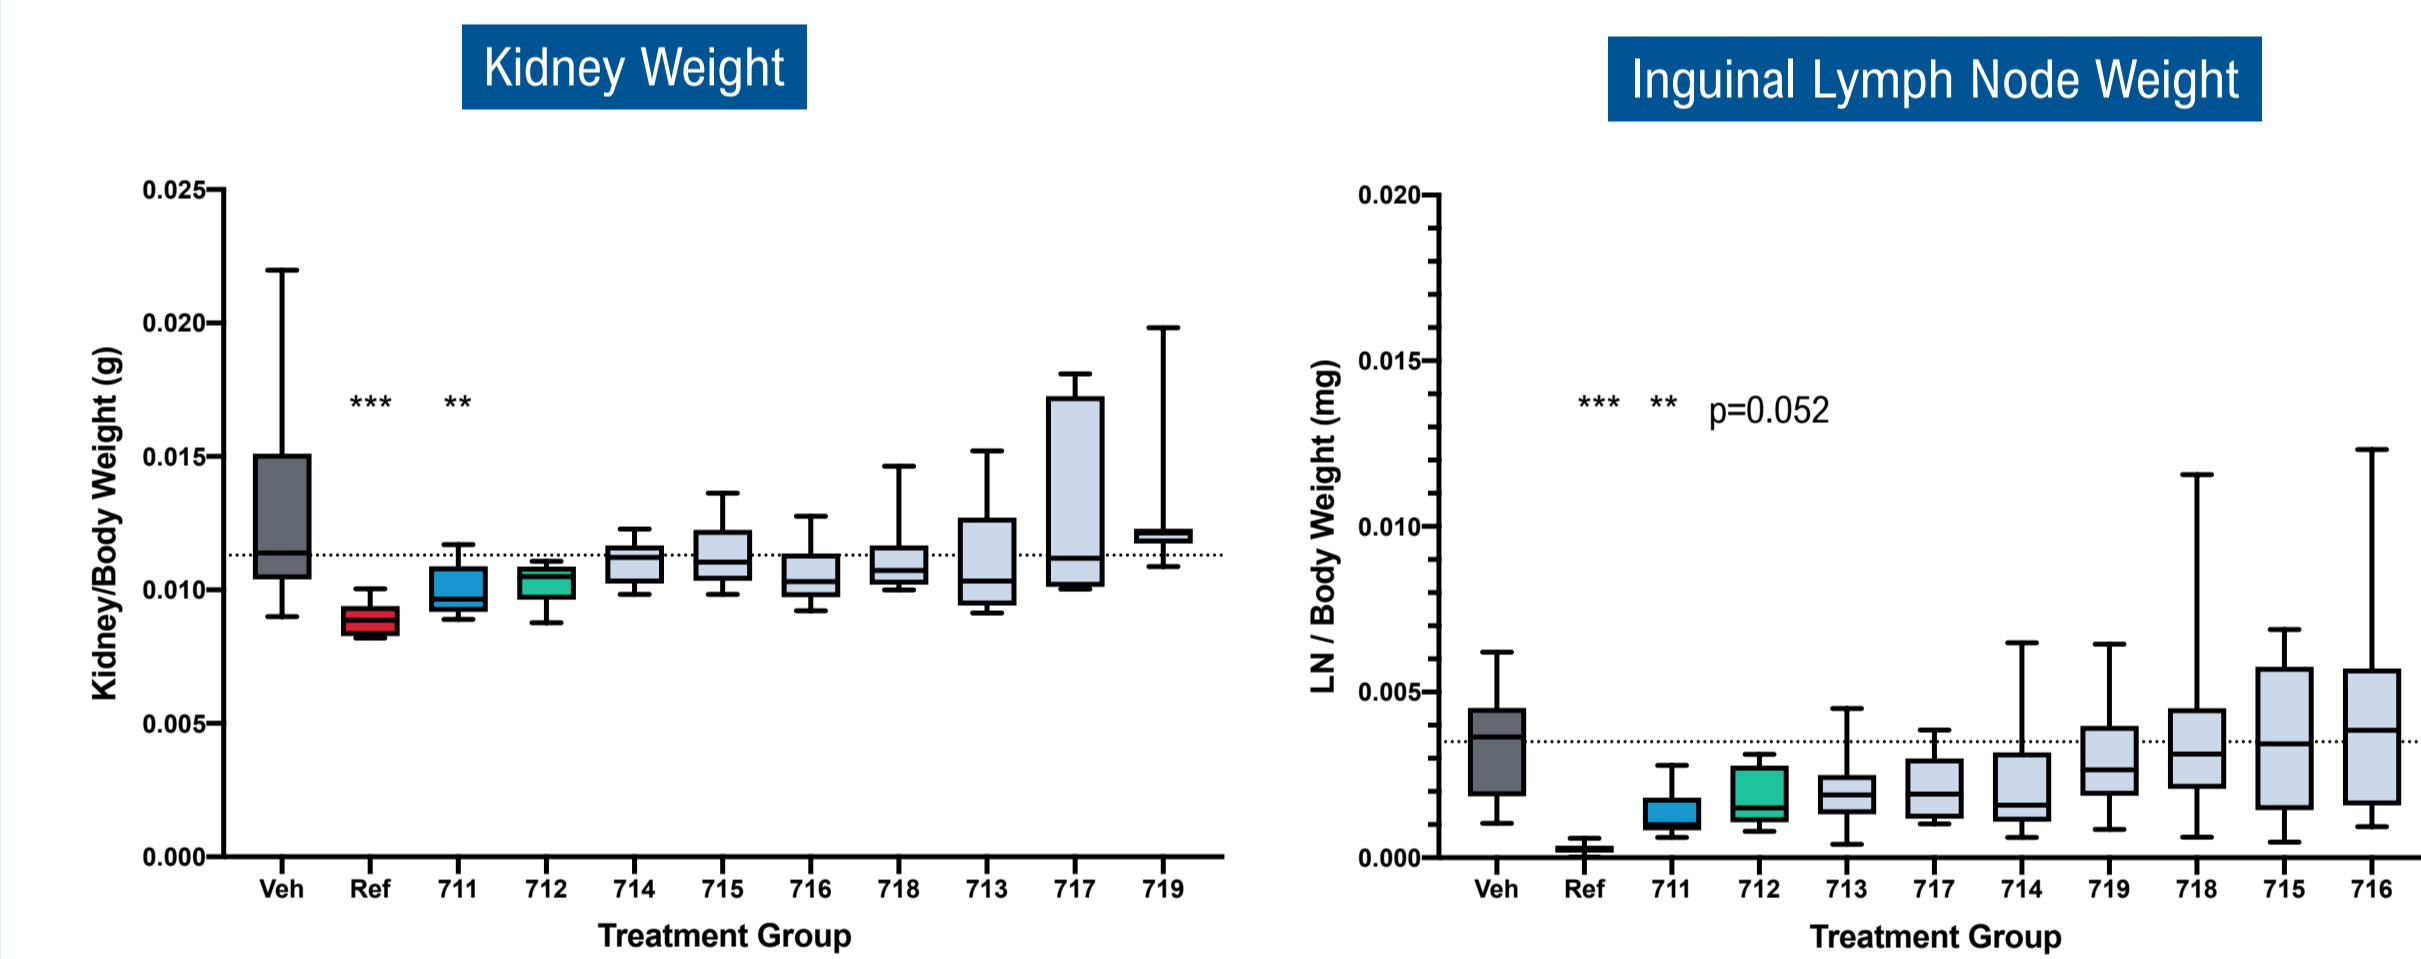 Kidney Weight
Kidney/Body Weight (g)
0.025
0.020
0.015
0.010
0.005
0.000
*** **
Veh Ref 711 712 714 715 716 718 713 717 719
Treatment Group
Inguinal Lymph Node Weight
LN / Body Weight (mg)
0.020
0.015
0.010
0.005
0.000
*** ** p=0.052
Veh Ref 711 712 713 717 714 719 718 715 716
Treatment Group